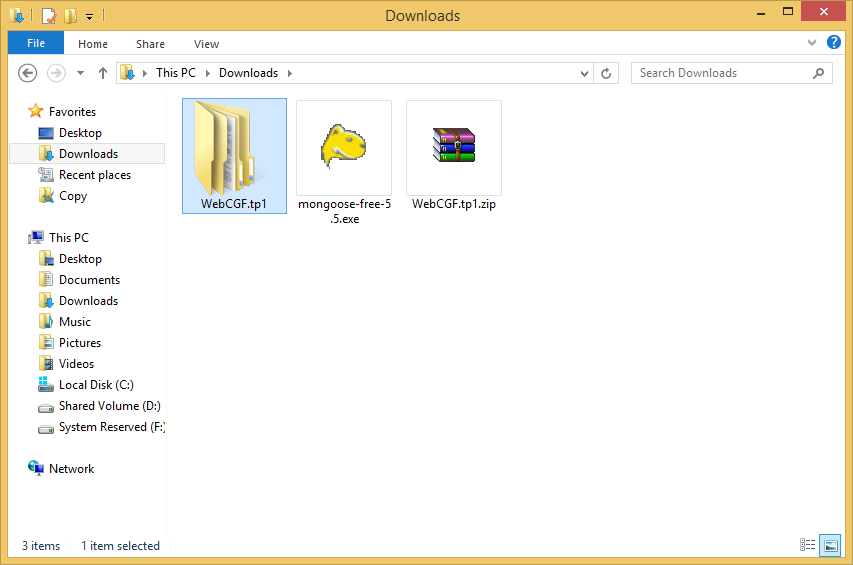 Downloads
File
Home
Share
View
This PC
Downloads
Search Downloads
Favorites
Desktop
Downloads
Recent places
Copy
This PC
Desktop
Documents
Downloads
Music
Pictures
Videos
Local Disk (C:)
Shared Volume (D:)
System Reserved (F:)
Network
WebCGF.tp1
mongoose-free-5
.5.exe
WebCGF.tp1.zip
3 items
1 item selected